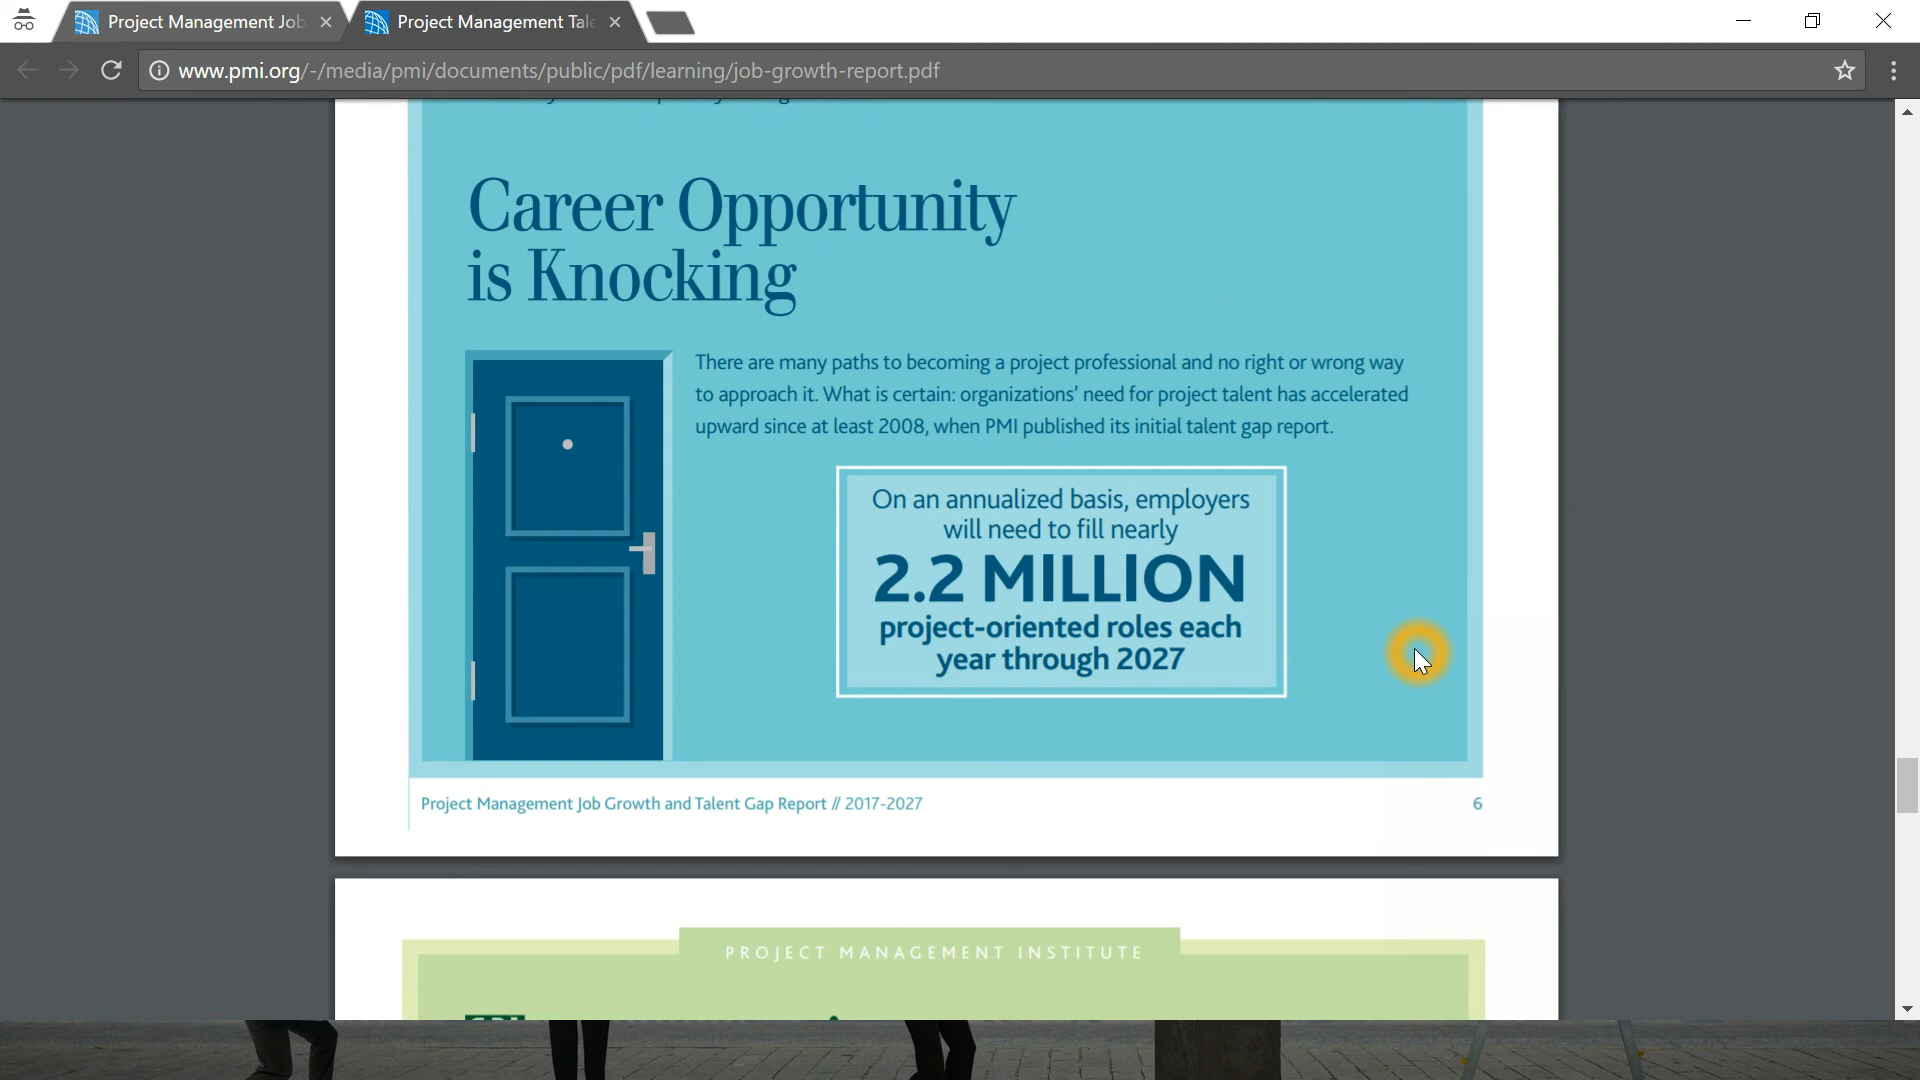 Project Management Job
Project Management Tale
www.pmi.org/-/media/pmi/documents/public/pdf/learning/job-growth-report.pdf
Career Opportunity
is Knocking
There are many paths to becoming a project professional and no right or wrong way
to approach it. What is certain: organizations' need for project talent has accelerated
upward since at least 2008, when PMI published its initial talent gap report.
On an annualized basis, employers
will need to fill nearly
2.2 MILLION
project-oriented roles each
year through 2027
Project Management Job Growth and Talent Gap Report // 2017-2027
6
PROJECT MANAGEMENT INSTITUTE